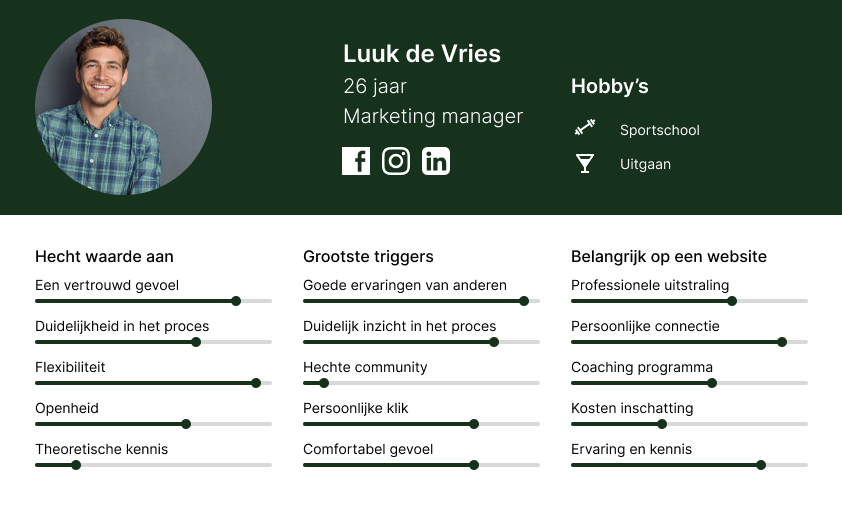 Luuk de Vries
26 jaar
Marketing manager
Hobby’s
Sportschool
Uitgaan
Hecht waarde aan
Een vertrouwd gevoel
Duidelijkheid in het proces
Flexibiliteit
Openheid
Theoretische kennis
Grootste triggers
Goede ervaringen van anderen
Duidelijk inzicht in het proces
Hechte community
Persoonlijke klik
Comfortabel gevoel
Belangrijk op een website
Professionele uitstraling
Persoonlijke connectie
Coaching programma
Kosten inschatting
Ervaring en kennis